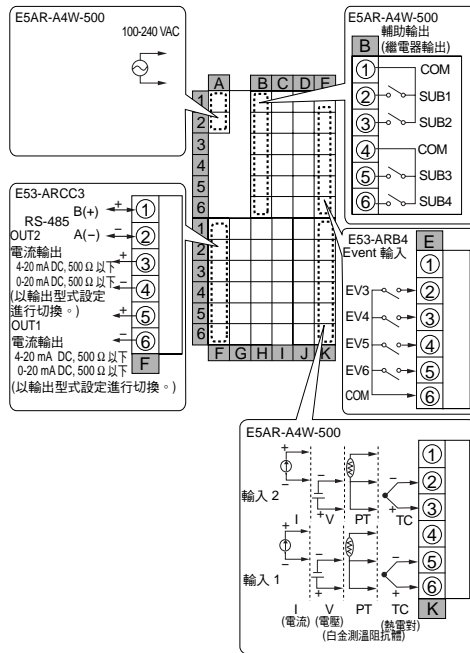 E5AR-A4W-500
100-240 VAC
A B C D E
1
2
3
4
5
6
1
2
3
4
5
6
F G H I J K
E5AR-A4W-500
輔助輸出
(繼電器輸出)
B
① COM
② SUB1
③ SUB2
④ COM
⑤ SUB3
⑥ SUB4
E53-ARCC3
RS-485
B(+) + ①
A(−) − ②
OUT2
電流輸出
4-20 mA DC, 500 Ω 以下
0-20 mA DC, 500 Ω 以下
(以輸出型式設定
進行切換。)
+ ③
− ④
OUT1
電流輸出
4-20 mA DC, 500 Ω 以下
0-20 mA DC, 500 Ω 以下
(以輸出型式設定進行切換。)
+ ⑤
− ⑥
F
E53-ARB4
Event 輸入
E
①
EV3 ②
EV4 ③
EV5 ④
EV6 ⑤
COM ⑥
E5AR-A4W-500
輸入 2
+ − − + − +
I V PT TC
①
②
③
輸入 1
+ − − + − +
④
⑤
⑥
K
I V PT TC
(電流) (電壓) (熱電對)
(白金測溫阻抗體)